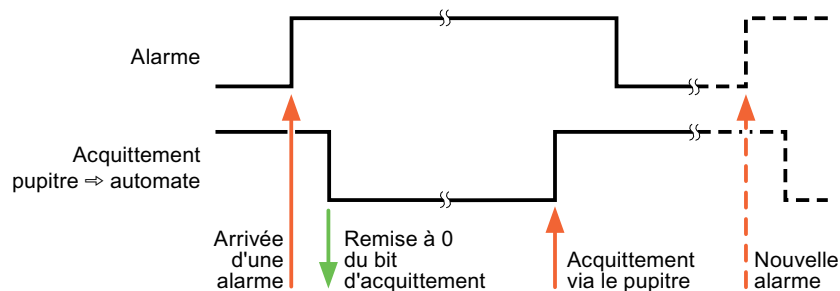 Alarme
Acquittement
pupitre ⇨ automate
Arrivée
d'une
alarme
Remise à 0
du bit
d'acquittement
Acquittement
via le pupitre
Nouvelle
alarme